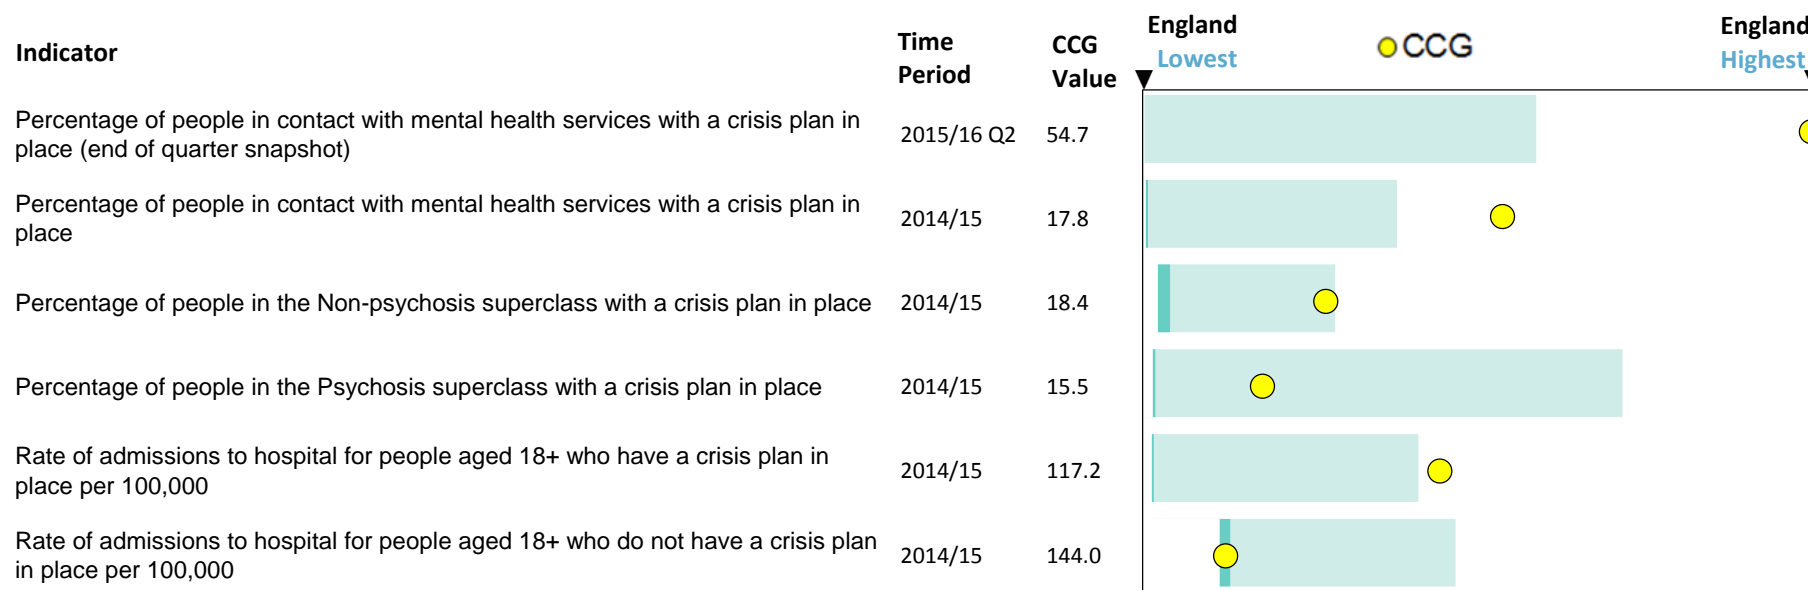 Indicator
Time
Period
CCG
Value
England
Lowest
CCG
England
Highest
Percentage of people in contact with mental health services with a crisis plan in
place (end of quarter snapshot)
2015/16 Q2
54.7
Percentage of people in contact with mental health services with a crisis plan in
place
2014/15
17.8
Percentage of people in the Non-psychosis superclass with a crisis plan in place
2014/15
18.4
Percentage of people in the Psychosis superclass with a crisis plan in place
2014/15
15.5
Rate of admissions to hospital for people aged 18+ who have a crisis plan in
place per 100,000
2014/15
117.2
Rate of admissions to hospital for people aged 18+ who do not have a crisis plan
in place per 100,000
2014/15
144.0